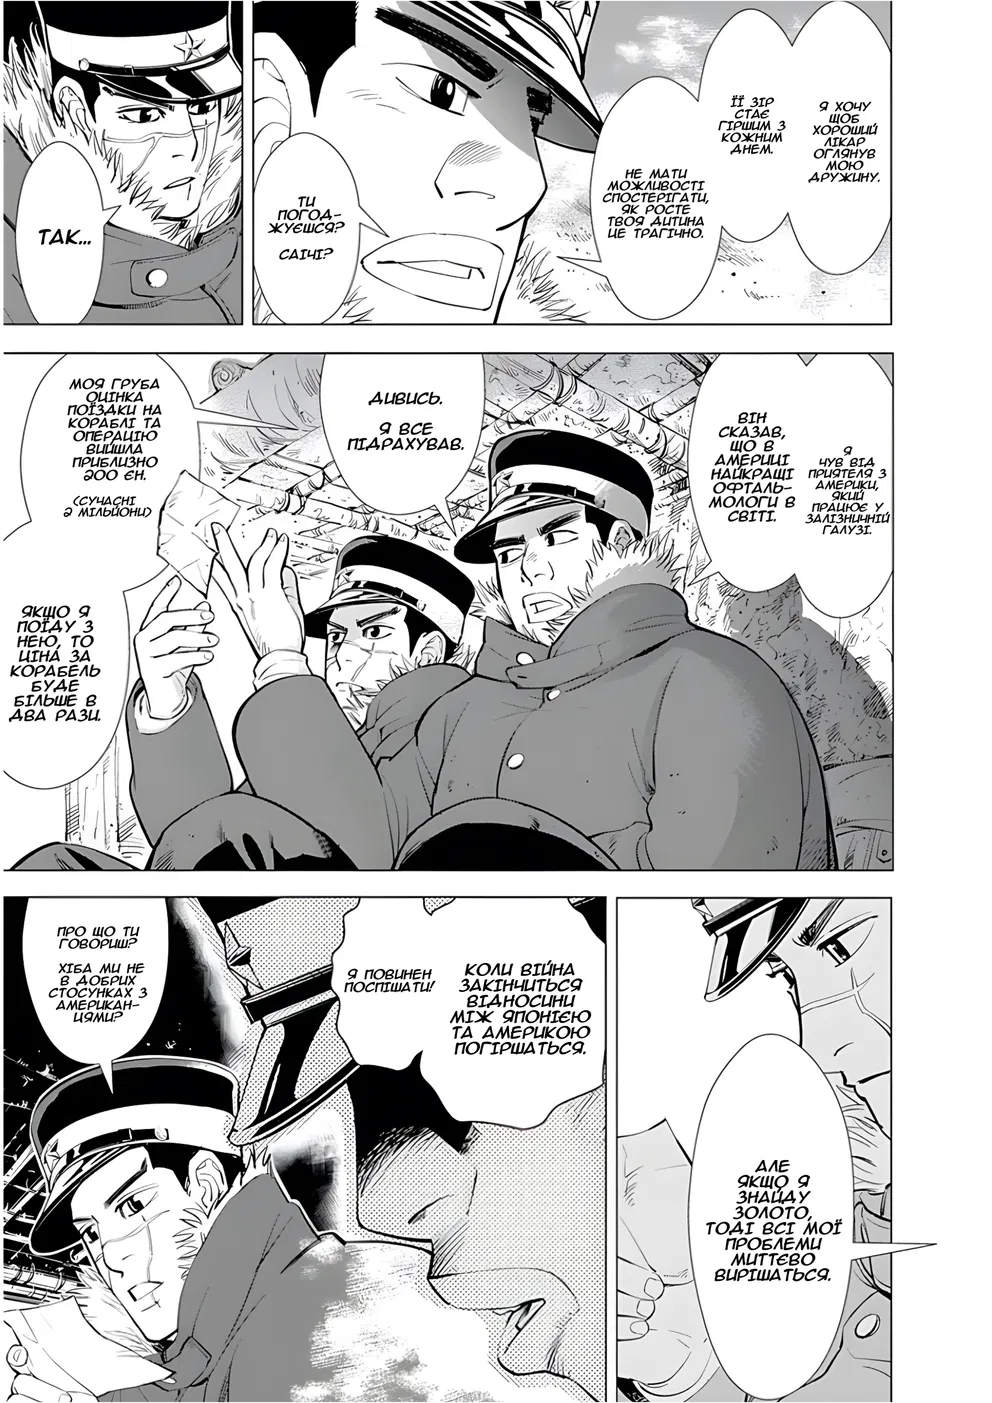 Я ХОЧУ
ЩОБ
ХОРОШИЙ
ЛІКАР
ОГЛЯНУВ
МОЮ
ДРУЖИНУ.
ЇЇ ЗІР
СТАЄ
ГІРШИМ З
КОЖНИМ
ДНЕМ.
НЕ МАТИ
МОЖЛИВОСТІ
СПОСТЕРІГАТИ,
ЯК РОСТЕ
ТВОЯ ДИТИНА
ЦЕ ТРАГІЧНО.
ТИ
ПОГОД-
ЖУЄШСЯ?
САІЧІ?
ТАК...
Я
ЧУВ ВІД
ПРИЯТЕЛЯ З
АМЕРИКИ,
ЯКИЙ
ПРАЦЮЄ У
ЗАЛІЗНИЧНІЙ
ГАЛУЗІ.
ВІН
СКАЗАВ,
ЩО В
АМЕРИЦІ
НАЙКРАЩІ
ОФТАЛЬ-
МОЛОГИ В
СВІТІ.
ДИВИСЬ.
Я ВСЕ
ПІДРАХУВАВ.
МОЯ ГРУБА
ОЦІНКА
ПОЇЗДКИ НА
КОРАБЛІ ТА
ОПЕРАЦІЮ
ВИЙШЛА
ПРИБЛИЗНО
200 ЄН.
(СУЧАСНІ
2 МІЛЬЙОНИ)
ЯКЩО Я
ПОЇДУ З
НЕЮ, ТО
ЦІНА ЗА
КОРАБЕЛЬ
БУДЕ
БІЛЬШЕ В
ДВА РАЗИ.
АЛЕ
ЯКЩО Я
ЗНАЙДУ
ЗОЛОТО,
ТОДІ ВСІ МОЇ
ПРОБЛЕМИ
МИТТЄВО
ВИРІШАТЬСЯ.
КОЛИ ВІЙНА
ЗАКІНЧИТЬСЯ
ВІДНОСИНИ
МІЖ ЯПОНІЄЮ
ТА АМЕРИКОЮ
ПОГІРШАТЬСЯ.
Я ПОВИНЕН
ПОСПІШАТИ!
ПРО ЩО ТИ
ГОВОРИШ?
ХІБА МИ НЕ
В ДОБРИХ
СТОСУНКАХ З
АМЕРИКАН-
ЦЯМИ?